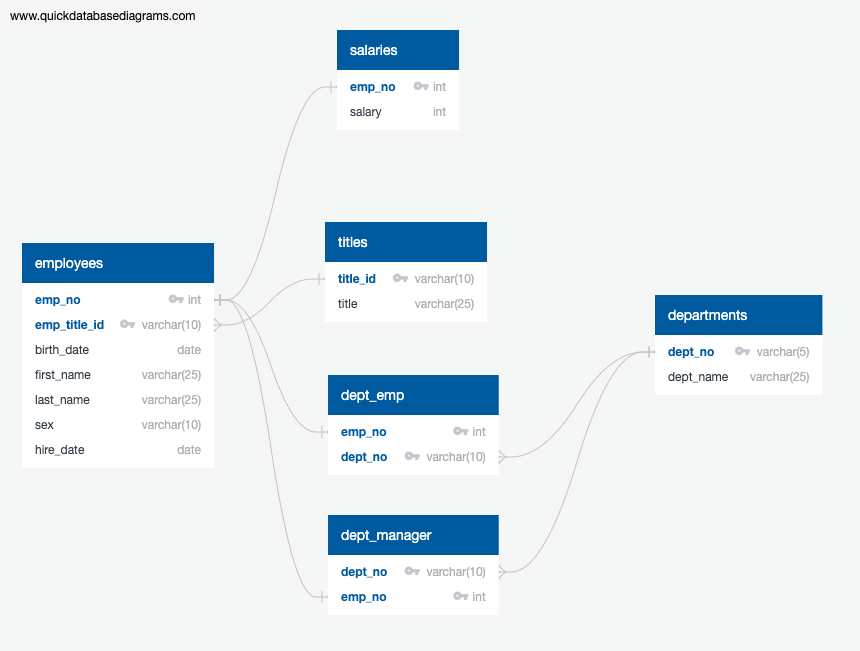 www.quickdatabasediagrams.com
salaries
emp_no int
salary int
titles
title_id varchar(10)
title varchar(25)
employees
emp_no int
emp_title_id varchar(10)
birth_date date
first_name varchar(25)
last_name varchar(25)
sex varchar(10)
hire_date date
departments
dept_no varchar(5)
dept_name varchar(25)
dept_emp
emp_no int
dept_no varchar(10)
dept_manager
dept_no varchar(10)
emp_no int